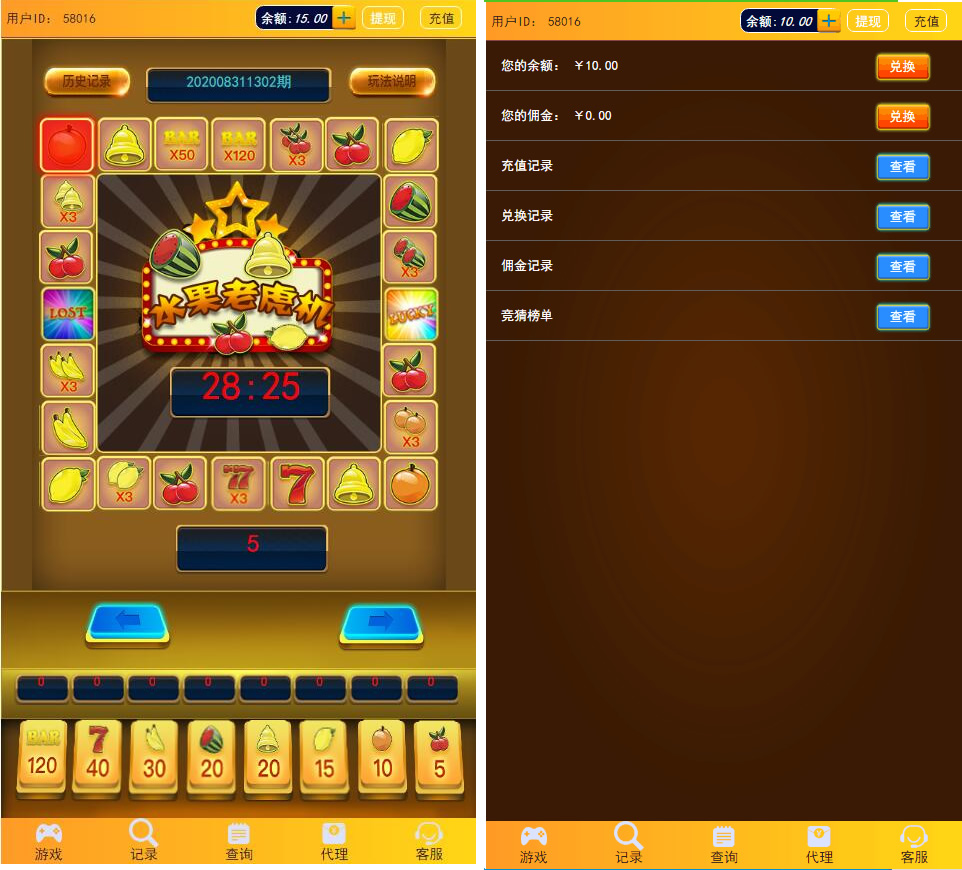 用户ID： 58016
余额:15.00
提现
充值
历史记录
202008311302期
玩法说明
BAR X50
BAR X120
X3
X3
X3
LOST
水果老虎机
LUCKY
28:25
X3
X3
X3
77 X3
7
5
0 0 0 0 0 0 0 0
BAR 7
120 40 30 20 20 15 10 5
游戏 记录 查询 代理 客服
用户ID： 58016
余额:10.00
提现
充值
您的余额： ￥10.00 兑换
您的佣金： ￥0.00 兑换
充值记录 查看
兑换记录 查看
佣金记录 查看
竞猜榜单 查看
游戏 记录 查询 代理 客服